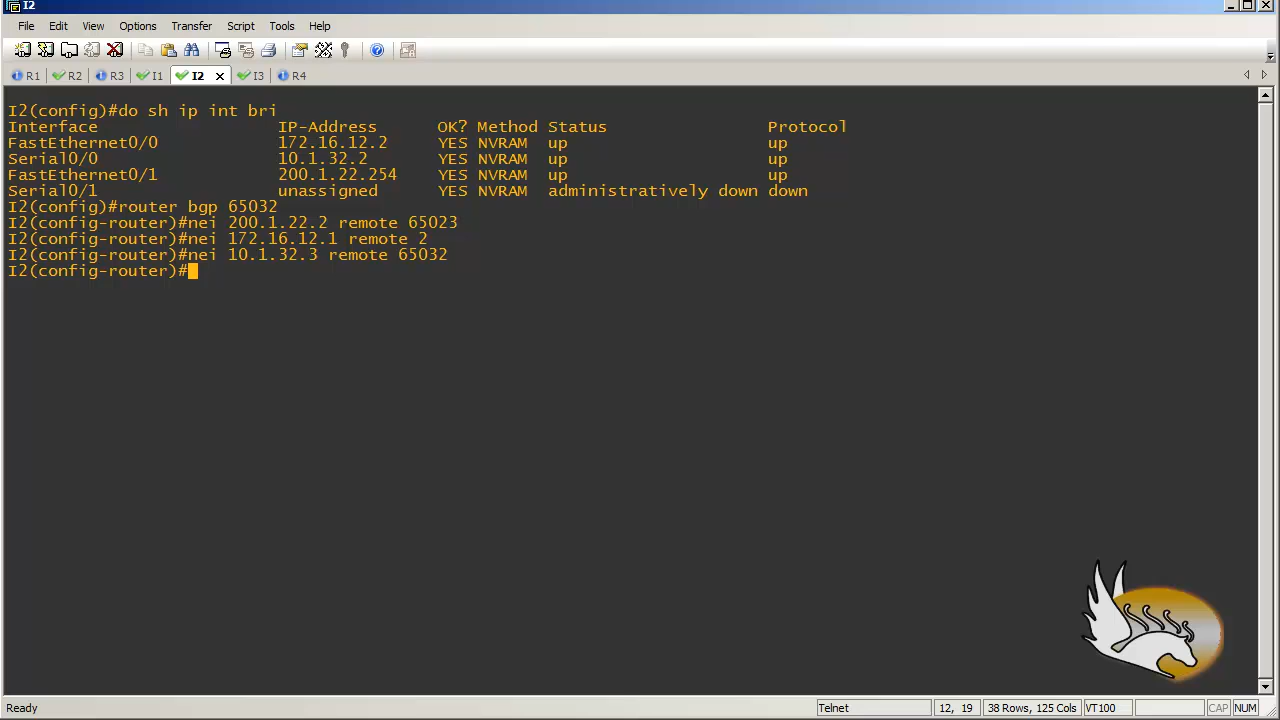 I2
File Edit View Options Transfer Script Tools Help
R1 R2 R3 I1 I2 I3 R4
I2(config)#do sh ip int bri
Interface IP-Address OK? Method Status Protocol
FastEthernet0/0 172.16.12.2 YES NVRAM up up
Serial0/0 10.1.32.2 YES NVRAM up up
FastEthernet0/1 200.1.22.254 YES NVRAM up up
Serial0/1 unassigned YES NVRAM administratively down down
I2(config)#router bgp 65032
I2(config-router)#nei 200.1.22.2 remote 65023
I2(config-router)#nei 172.16.12.1 remote 2
I2(config-router)#nei 10.1.32.3 remote 65032
I2(config-router)#
Ready Telnet 12, 19 38 Rows, 125 Cols VT100 CAP NUM